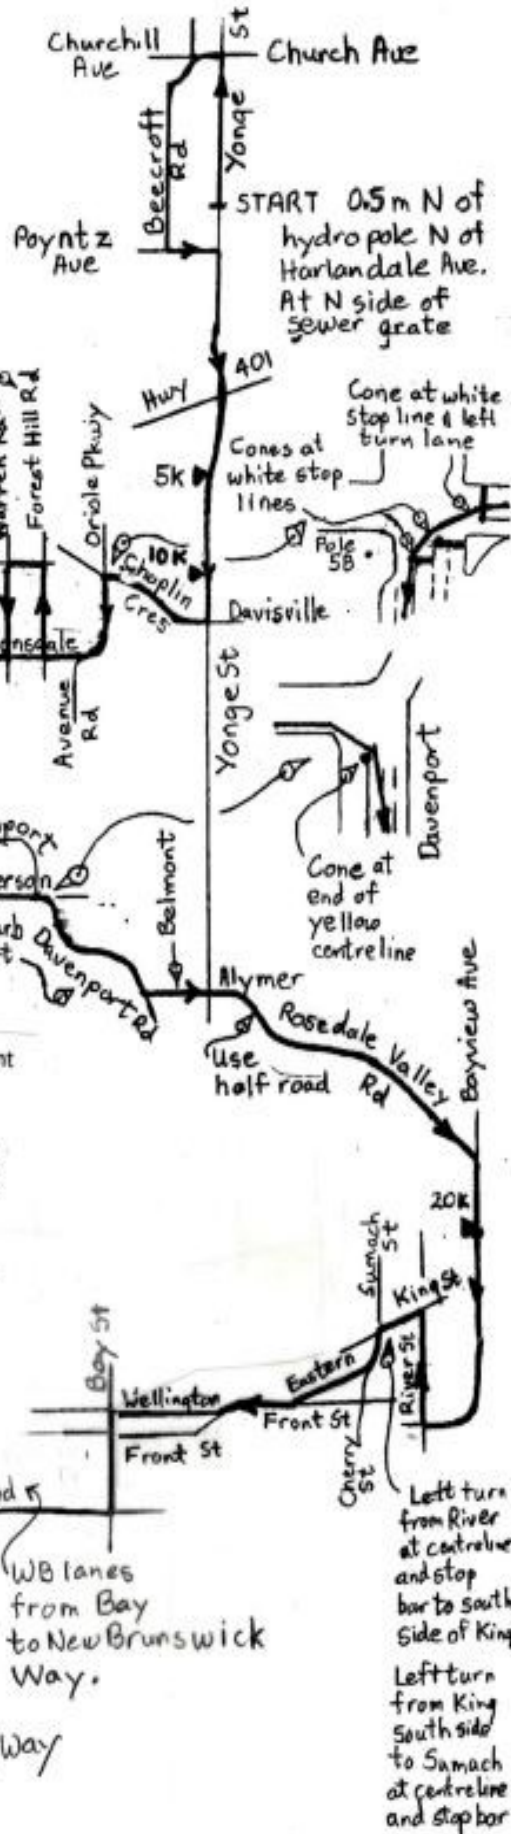 Churchill
Ave
St
Church Ave
Yonge
Beecroft
Rd
START 0.5m N of
hydro pole N of
Harlandale Ave.
At N side of
sewer grate
Poyntz
Ave
401
Hwy
Cone at white
stop line & left
turn lane
Forest Hill Rd
Oriole Pkwy
Cones at
white stop
lines
5K
10K
Pole
58
Chaplin
Cres
Davisville
Avenue
Rd
Yonge St
Davenport
Cone at
end of
yellow
centreline
Belmont
Davenport Rd
Alymer
Rosedale Valley
Rd
Use
half road
Bayview Ave
20K
Sumach
St
King St
Bay St
Eastern
River St
Wellington
Front St
Front St
Cherry
St
Left turn
from River
at centreline
and stop
bar to south
side of King
Left turn
from King
South side
to Sumach
at centreline
and stop bar
WB lanes
from Bay
to New Brunswick
Way.
Way